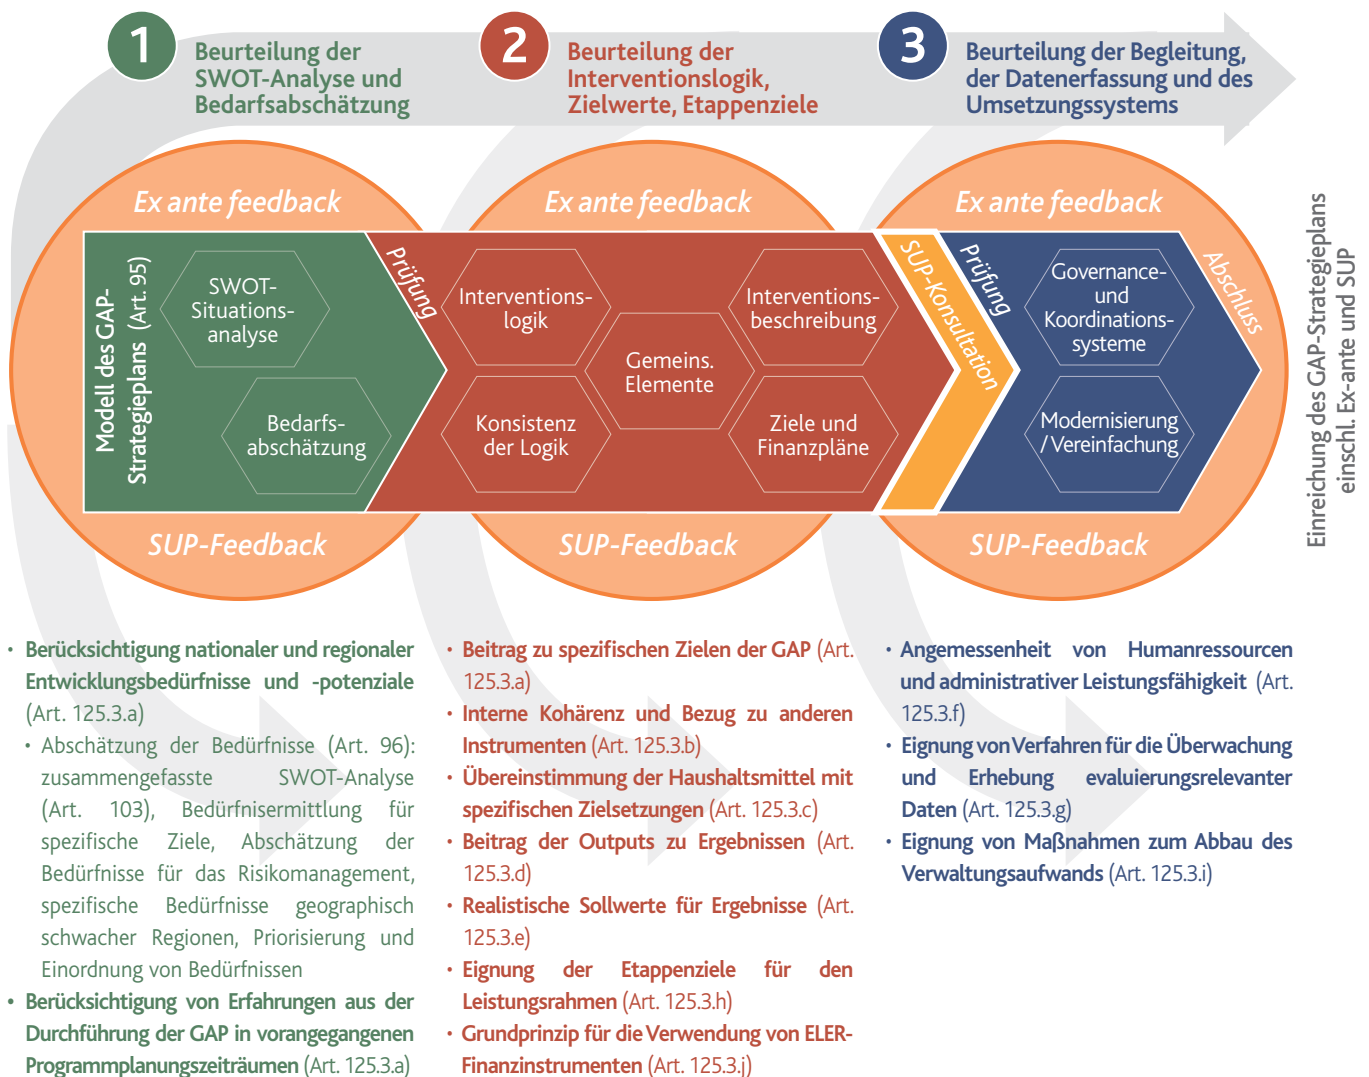 1
Beurteilung der
SWOT-Analyse und
Bedarfsabschätzung
2
Beurteilung der
Interventionslogik,
Zielwerte, Etappenziele
3
Beurteilung der Begleitung,
der Datenerfassung und des
Umsetzungssystems
Ex ante feedback
Ex ante feedback
Ex ante feedback
Modell des GAP-
Strategieplans (Art. 95)
SWOT-
Situations-
analyse
Bedarfs-
abschätzung
Prüfung
Interventions-
logik
Konsistenz
der Logik
Gemeins.
Elemente
Interventions-
beschreibung
Ziele und
Finanzpläne
SUP-Konsultation
Prüfung
Governance-
und
Koordinations-
systeme
Modernisierung
/Vereinfachung
Abschluss
Einreichung des GAP-Strategieplans
einschl. Ex-ante und SUP
SUP-Feedback
SUP-Feedback
SUP-Feedback
• Berücksichtigung nationaler und regionaler
Entwicklungsbedürfnisse und -potenziale
(Art. 125.3.a)
• Abschätzung der Bedürfnisse (Art. 96):
zusammengefasste SWOT-Analyse
(Art. 103), Bedürfnisermittlung für
spezifische Ziele, Abschätzung der
Bedürfnisse für das Risikomanagement,
spezifische Bedürfnisse geographisch
schwacher Regionen, Priorisierung und
Einordnung von Bedürfnissen
• Berücksichtigung von Erfahrungen aus der
Durchführung der GAP in vorangegangenen
Programmplanungszeiträumen (Art. 125.3.a)
• Beitrag zu spezifischen Zielen der GAP (Art.
125.3.a)
• Interne Kohärenz und Bezug zu anderen
Instrumenten (Art. 125.3.b)
• Übereinstimmung der Haushaltsmittel mit
spezifischen Zielsetzungen (Art. 125.3.c)
• Beitrag der Outputs zu Ergebnissen (Art.
125.3.d)
• Realistische Sollwerte für Ergebnisse (Art.
125.3.e)
• Eignung der Etappenziele für den
Leistungsrahmen (Art. 125.3.h)
• Grundprinzip für die Verwendung von ELER-
Finanzinstrumenten (Art. 125.3.j)
• Angemessenheit von Humanressourcen
und administrativer Leistungsfähigkeit (Art.
125.3.f)
• Eignung von Verfahren für die Überwachung
und Erhebung evaluierungsrelevanter
Daten (Art. 125.3.g)
• Eignung von Maßnahmen zum Abbau des
Verwaltungsaufwands (Art. 125.3.i)